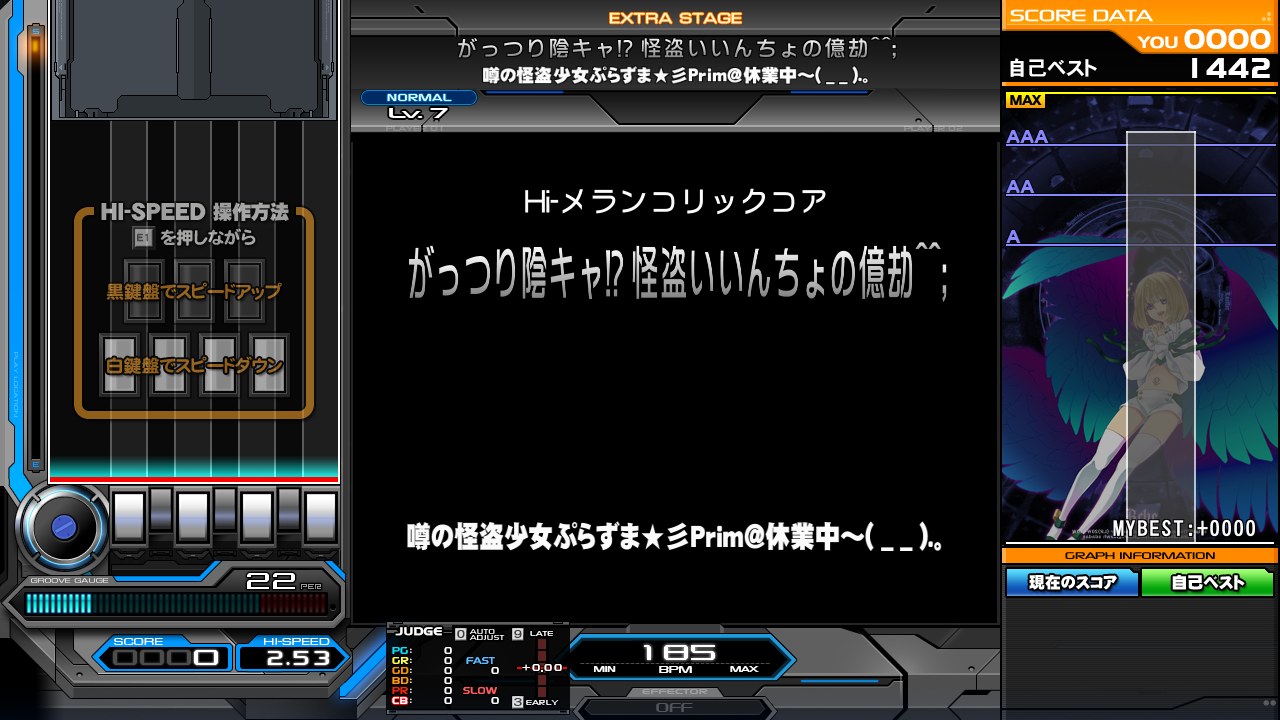 EXTRA STAGE
がっつり陰キャ!? 怪盗いいんちょの億劫^^;
噂の怪盗少女ぷらずま★彡Prim@休業中～( _ _ ).。
NORMAL
Lv. 7
PLAYER 01
PLAYER 02
HI-SPEED 操作方法
E1 を押しながら
黒鍵盤でスピードアップ
白鍵盤でスピードダウン
GROOVE GAUGE
22 PER
SCORE
0000
HI-SPEED
2.53
Hi-メランコリックコア
がっつり陰キャ!? 怪盗いいんちょの億劫^^;
噂の怪盗少女ぷらずま★彡Prim@休業中～( _ _ ).。
JUDGE
0 AUTO ADJUST
9 LATE
PG: 0
GR: 0
GD: 0
BD: 0
PR: 0
CB: 0
FAST
0
SLOW
0
+0.00
3 EARLY
185
MIN BPM MAX
EFFECTOR
OFF
SCORE DATA
YOU 0000
自己ベスト 1442
MAX
AAA
AA
A
MYBEST:+0000
GRAPH INFORMATION
現在のスコア
自己ベスト